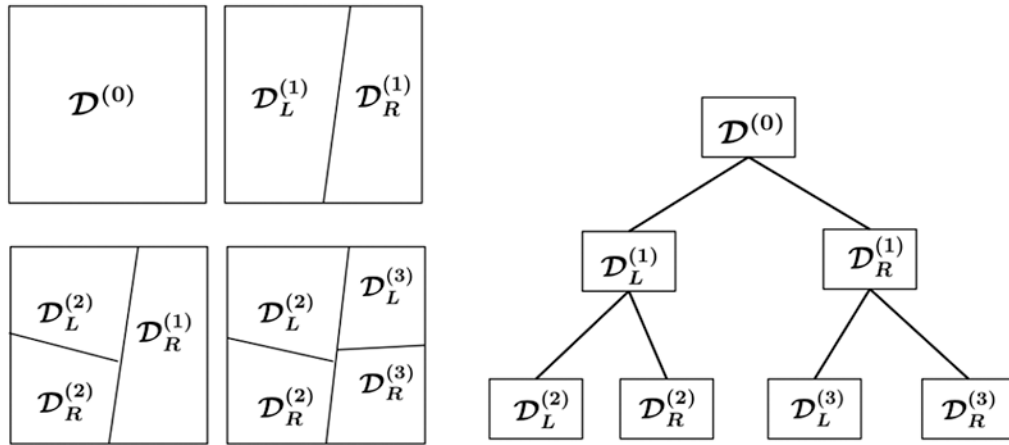 𝓓^(0)
𝓓_L^(1) 𝓓_R^(1)
𝓓_L^(2) 𝓓_R^(1)
𝓓_R^(2)
𝓓_L^(2) 𝓓_L^(3)
𝓓_R^(2) 𝓓_R^(3)
𝓓^(0)
𝓓_L^(1) 𝓓_R^(1)
𝓓_L^(2) 𝓓_R^(2) 𝓓_L^(3) 𝓓_R^(3)